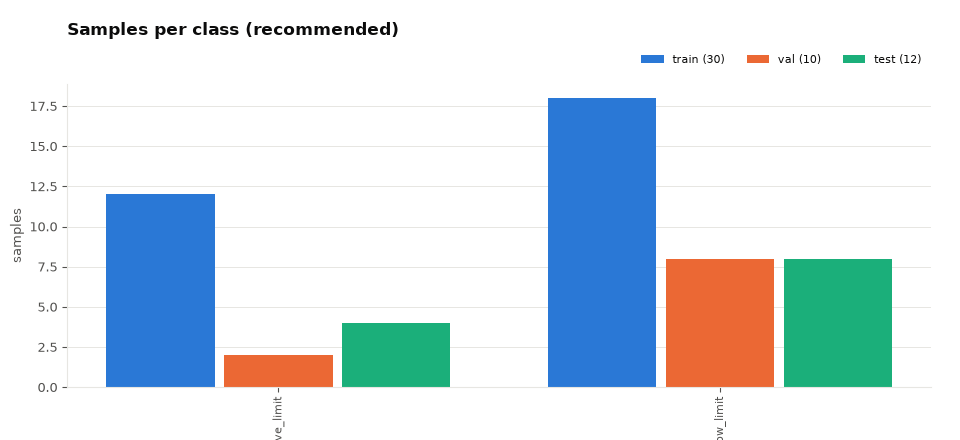 Samples per class (recommended)
train (30) val (10) test (12)
17.5
15.0
12.5
10.0
7.5
5.0
2.5
0.0
samples
ve_limit
ow_limit